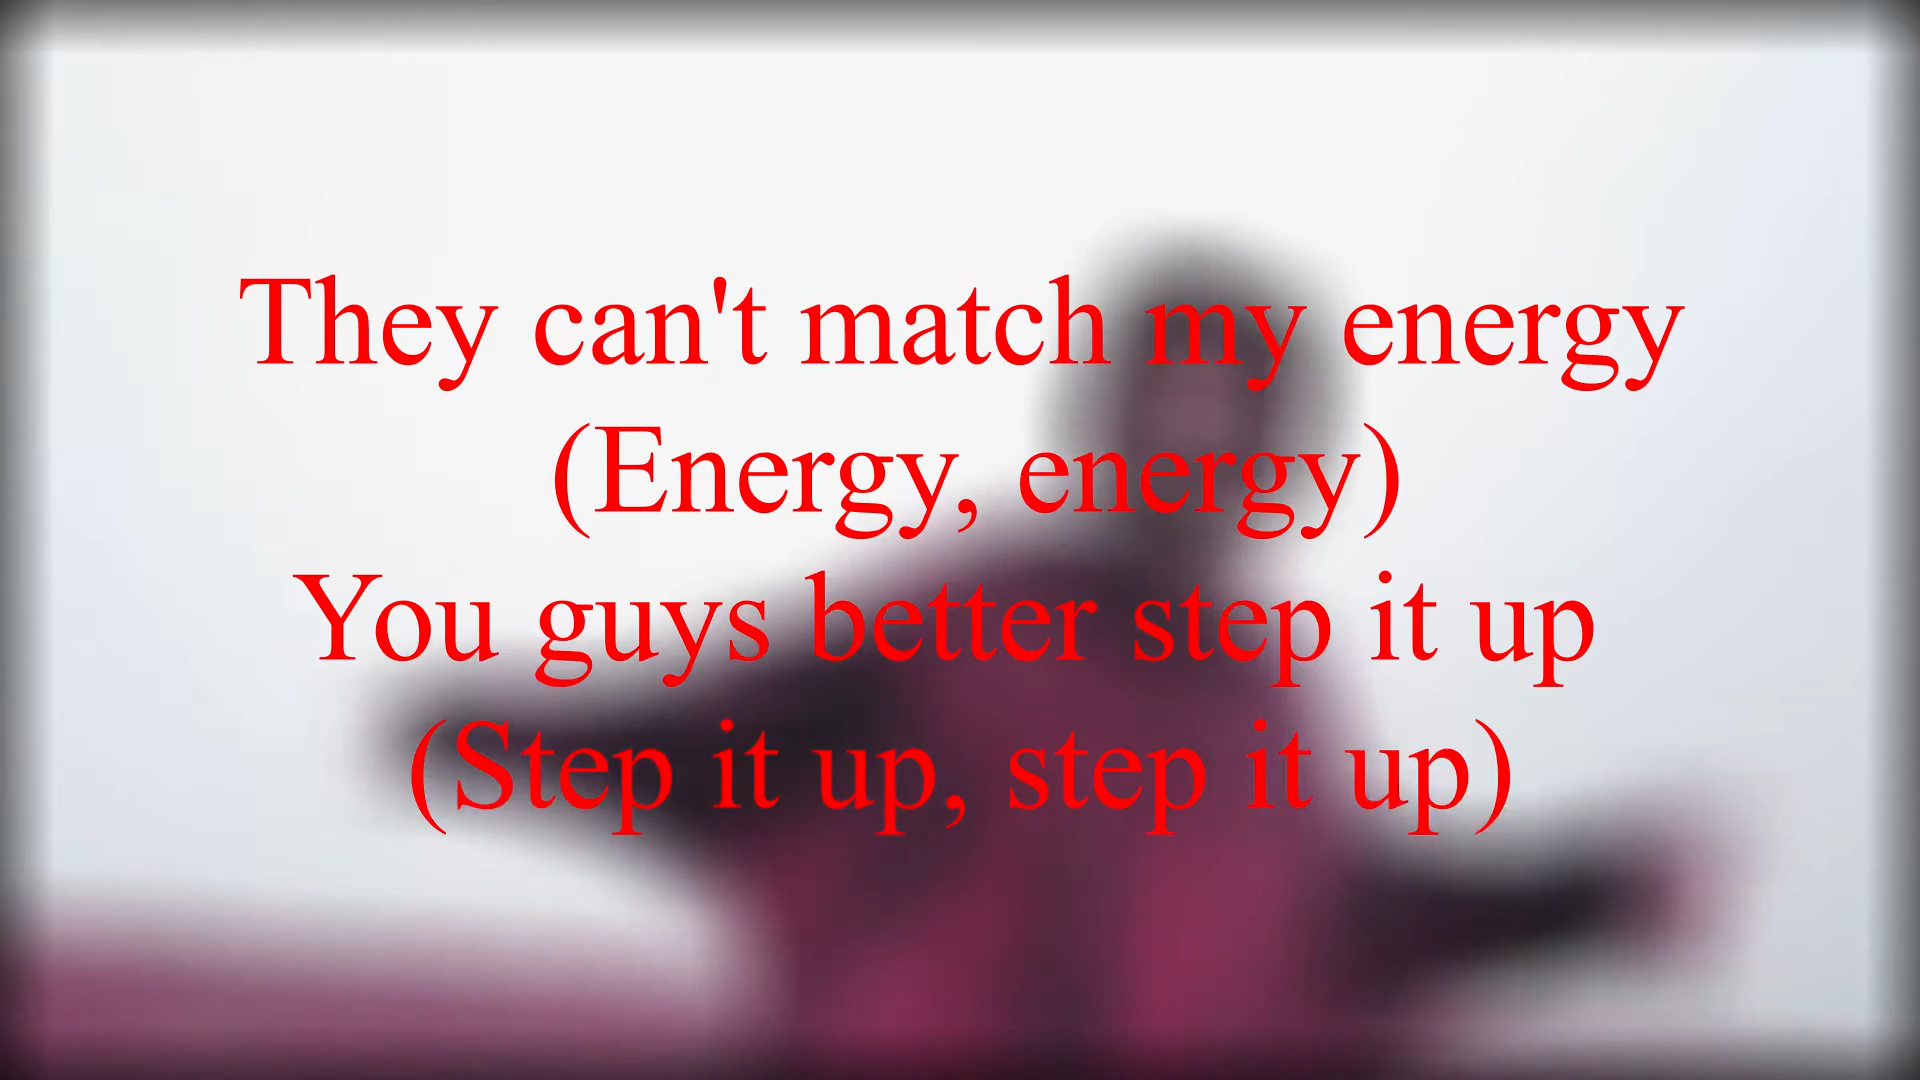 They can't match my energy
(Energy, energy)
You guys better step it up
(Step it up, step it up)